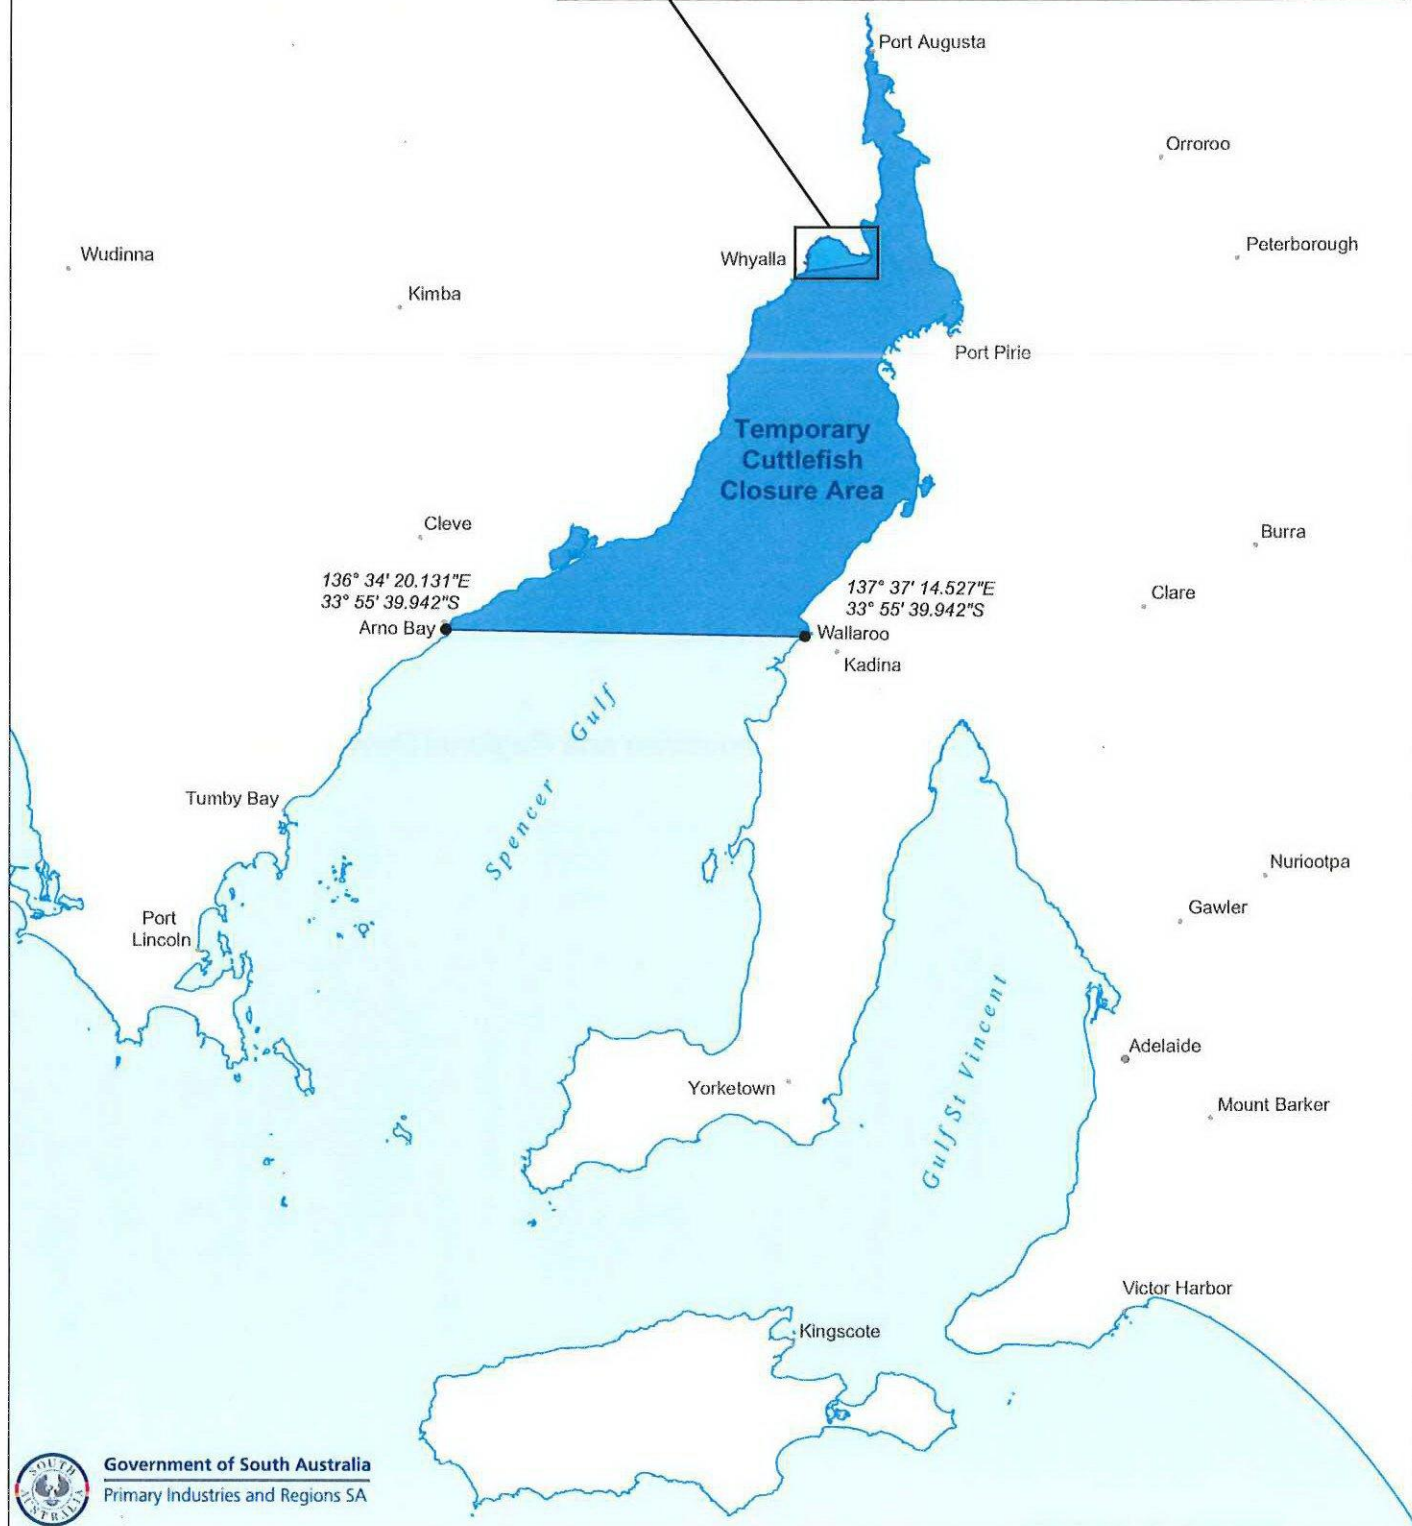 Port Augusta
Orroroo
Wudinna
Whyalla
Peterborough
Kimba
Port Pirie
Temporary
Cuttlefish
Closure Area
Cleve
Burra
136° 34' 20.131"E
33° 55' 39.942"S
137° 37' 14.527"E
33° 55' 39.942"S
Clare
Arno Bay
Wallaroo
Kadina
Spencer Gulf
Tumby Bay
Nuriootpa
Gawler
Port
Lincoln
Gulf St Vincent
Adelaide
Yorketown
Mount Barker
Victor Harbor
Kingscote
SOUTH
AUSTRALIA
Government of South Australia
Primary Industries and Regions SA